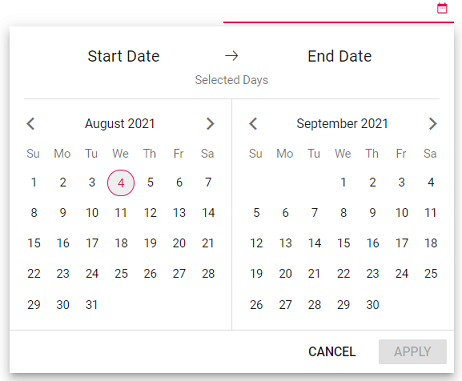 Start Date → End Date
Selected Days
August 2021
Su Mo Tu We Th Fr Sa
1 2 3 4 5 6 7
8 9 10 11 12 13 14
15 16 17 18 19 20 21
22 23 24 25 26 27 28
29 30 31
September 2021
Su Mo Tu We Th Fr Sa
1 2 3 4
5 6 7 8 9 10 11
12 13 14 15 16 17 18
19 20 21 22 23 24 25
26 27 28 29 30
CANCEL APPLY